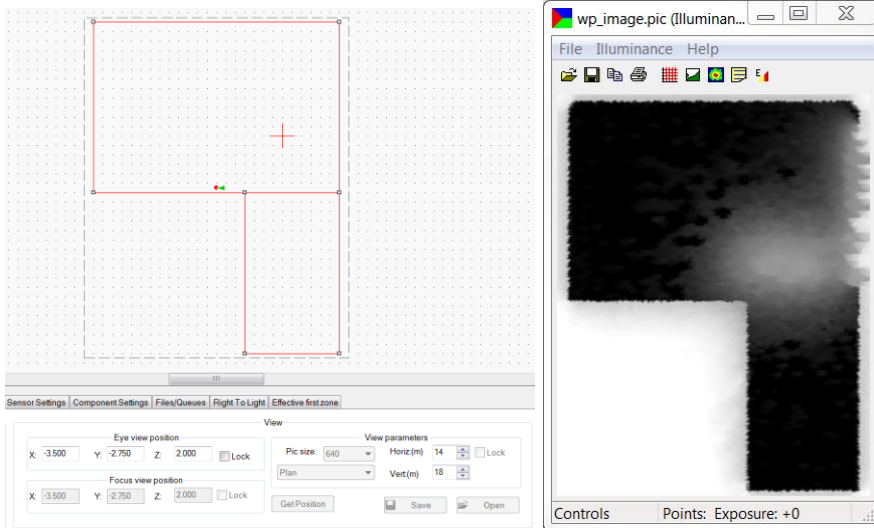 wp_image.pic (Illuminan...
File Illuminance Help
Sensor Settings Component Settings Files/Queues Right To Light Effective first zone
View
Eye view position
X: -3.500 Y: -2.750 Z: 2.000 Lock
Focus view position
X: -3.500 Y: -2.750 Z: 2.000 Lock
View parameters
Pic size: 640 Horiz:(m) 14 Lock
Plan Vert:(m) 18
Get Position Save Open
Controls Points: Exposure: +0